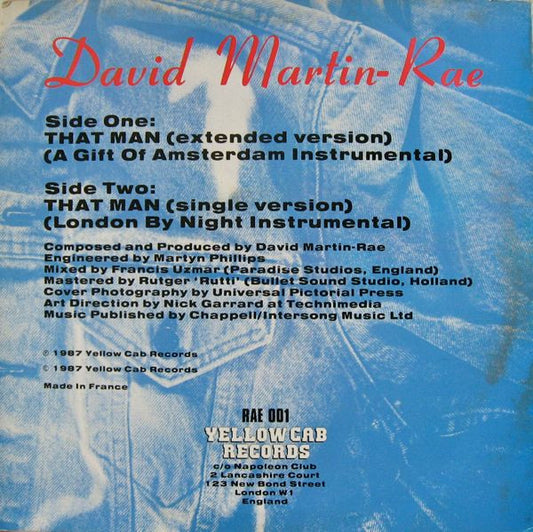 David Martin-Rae
Side One:
THAT MAN (extended version)
(A Gift Of Amsterdam Instrumental)
Side Two:
THAT MAN (single version)
(London By Night Instrumental)
Composed and Produced by David Martin-Rae
Engineered by Martyn Phillips
Mixed by Francis Uzmar (Paradise Studios, England)
Mastered by Rutger 'Rutti' (Bullet Sound Studio, Holland)
Cover Photography by Universal Pictorial Press
Art Direction by Nick Garrard at Technimedia
Music Published by Chappell/Intersong Music Ltd
℗ 1987 Yellow Cab Records
© 1987 Yellow Cab Records
Made In France
RAE 001
YELLOW CAB
RECORDS
c/o Napoleon Club
2 Lancashire Court
123 New Bond Street
London W1
England